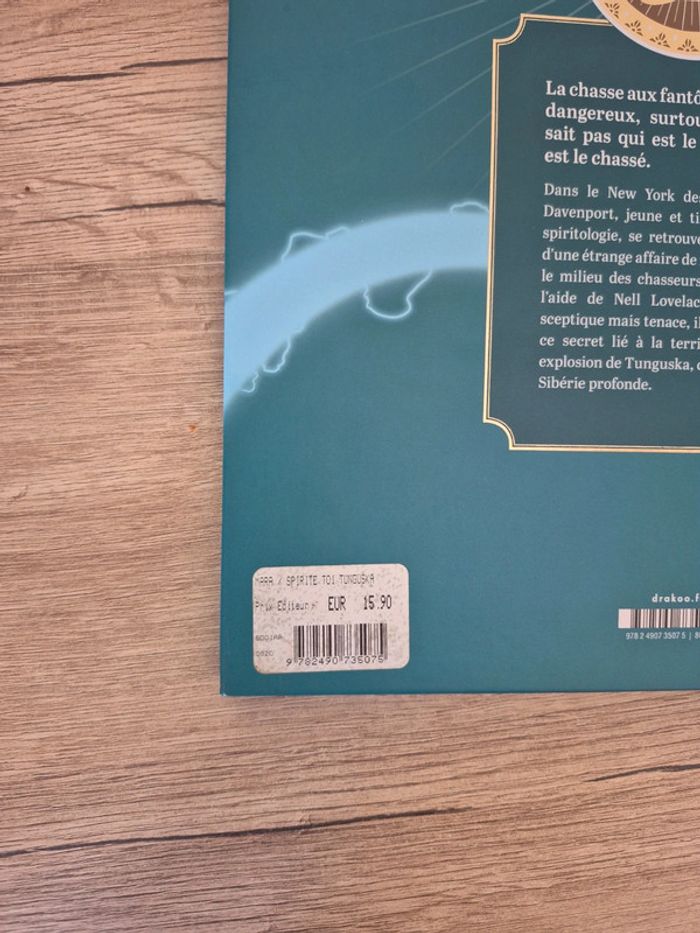 La chasse aux fantô
dangereux, surtou
sait pas qui est le
est le chassé.
Dans le New York de
Davenport, jeune et ti
spiritologie, se retrouv
d'une étrange affaire de
le milieu des chasseurs
l'aide de Nell Lovelac
sceptique mais tenace, il
ce secret lié à la terri
explosion de Tunguska,
Sibérie profonde.
MARA / SPIRITE T01 TUNGUSKA
Prix Editeur EUR 15.90
9 782490 735075
drakoo.f
978 2 4907 3507 5